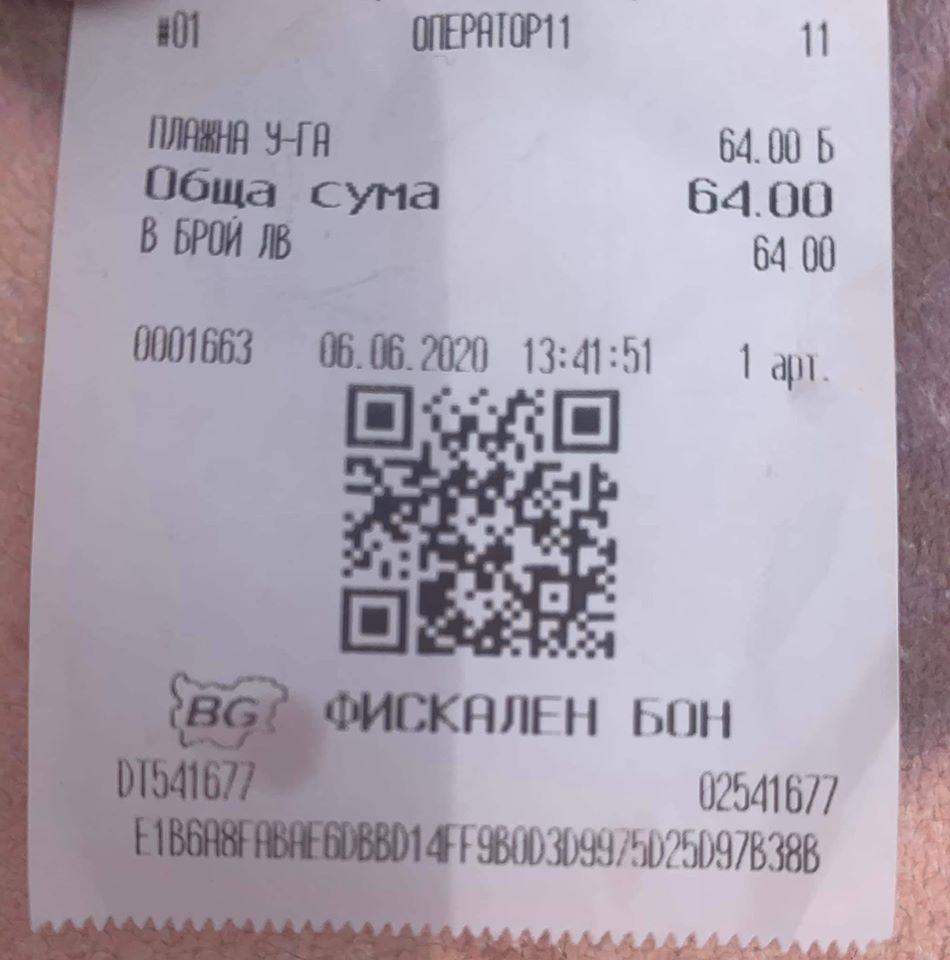 #01 ОПЕРАТОР11 11
ПЛАЖНА У-ГА 64.00 Б
Обща сума 64.00
В БРОЙ ЛВ 64 00
0001663 06.06.2020 13:41:51 1 арт.
BG ФИСКАЛЕН БОН
DT541677 02541677
E1B6A8FABAE6DBBD14FF9B0D3D9975D25D97B38B